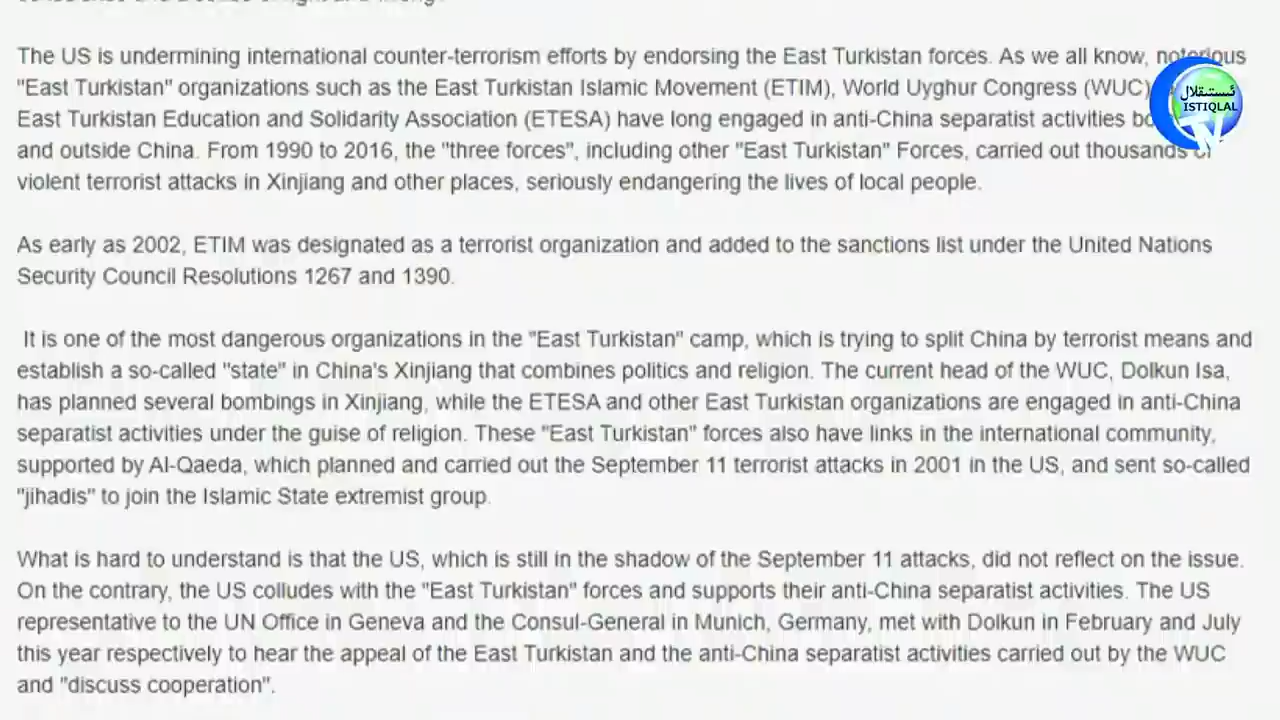 The US is undermining international counter-terrorism efforts by endorsing the East Turkistan forces. As we all know, notorious
"East Turkistan" organizations such as the East Turkistan Islamic Movement (ETIM), World Uyghur Congress (WUC)
East Turkistan Education and Solidarity Association (ETESA) have long engaged in anti-China separatist activities
and outside China. From 1990 to 2016, the "three forces", including other "East Turkistan" Forces, carried out thousands of
violent terrorist attacks in Xinjiang and other places, seriously endangering the lives of local people.
As early as 2002, ETIM was designated as a terrorist organization and added to the sanctions list under the United Nations
Security Council Resolutions 1267 and 1390.
It is one of the most dangerous organizations in the "East Turkistan" camp, which is trying to split China by terrorist means and
establish a so-called "state" in China's Xinjiang that combines politics and religion. The current head of the WUC, Dolkun Isa,
has planned several bombings in Xinjiang, while the ETESA and other East Turkistan organizations are engaged in anti-China
separatist activities under the guise of religion. These "East Turkistan" forces also have links in the international community,
supported by Al-Qaeda, which planned and carried out the September 11 terrorist attacks in 2001 in the US, and sent so-called
"jihadis" to join the Islamic State extremist group.
What is hard to understand is that the US, which is still in the shadow of the September 11 attacks, did not reflect on the issue.
On the contrary, the US colludes with the "East Turkistan" forces and supports their anti-China separatist activities. The US
representative to the UN Office in Geneva and the Consul-General in Munich, Germany, met with Dolkun in February and July
this year respectively to hear the appeal of the East Turkistan and the anti-China separatist activities carried out by the WUC
and "discuss cooperation".
ئىستىقلال
ISTIQLAL
TV